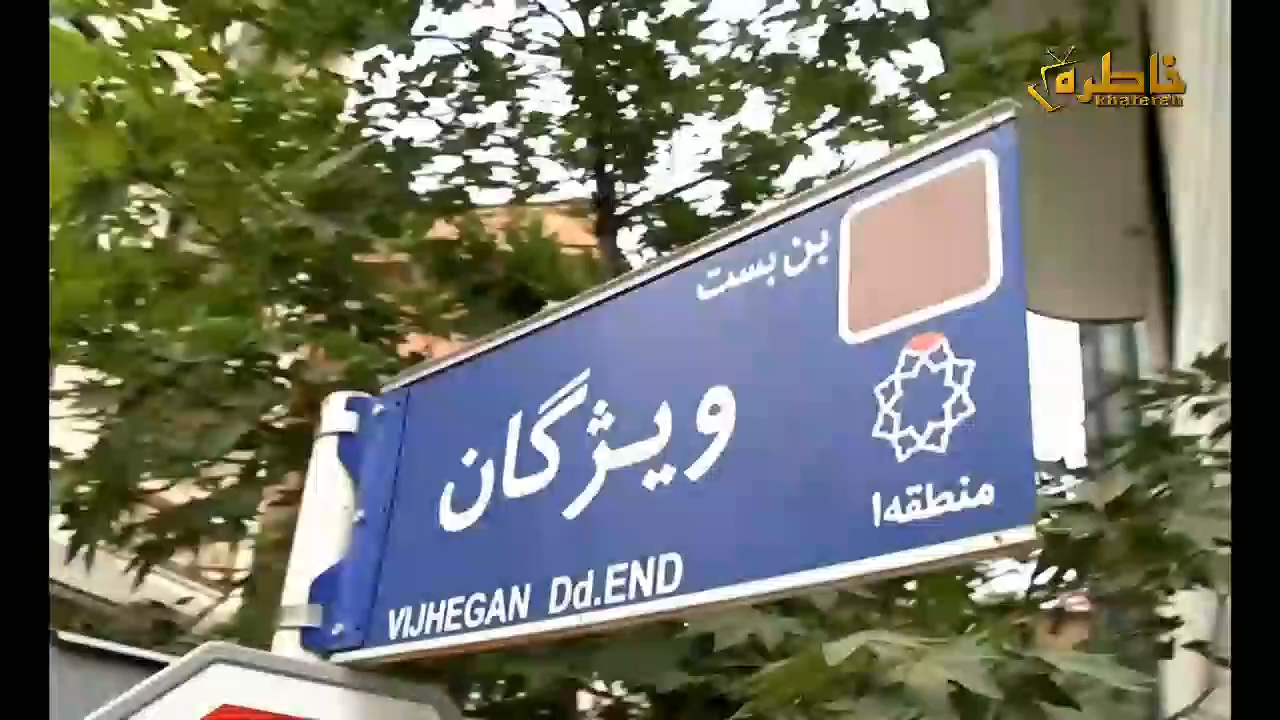 خاطره
khatereh
بن بست
ویژگان
منطقه۱
VIJHEGAN Dd.END